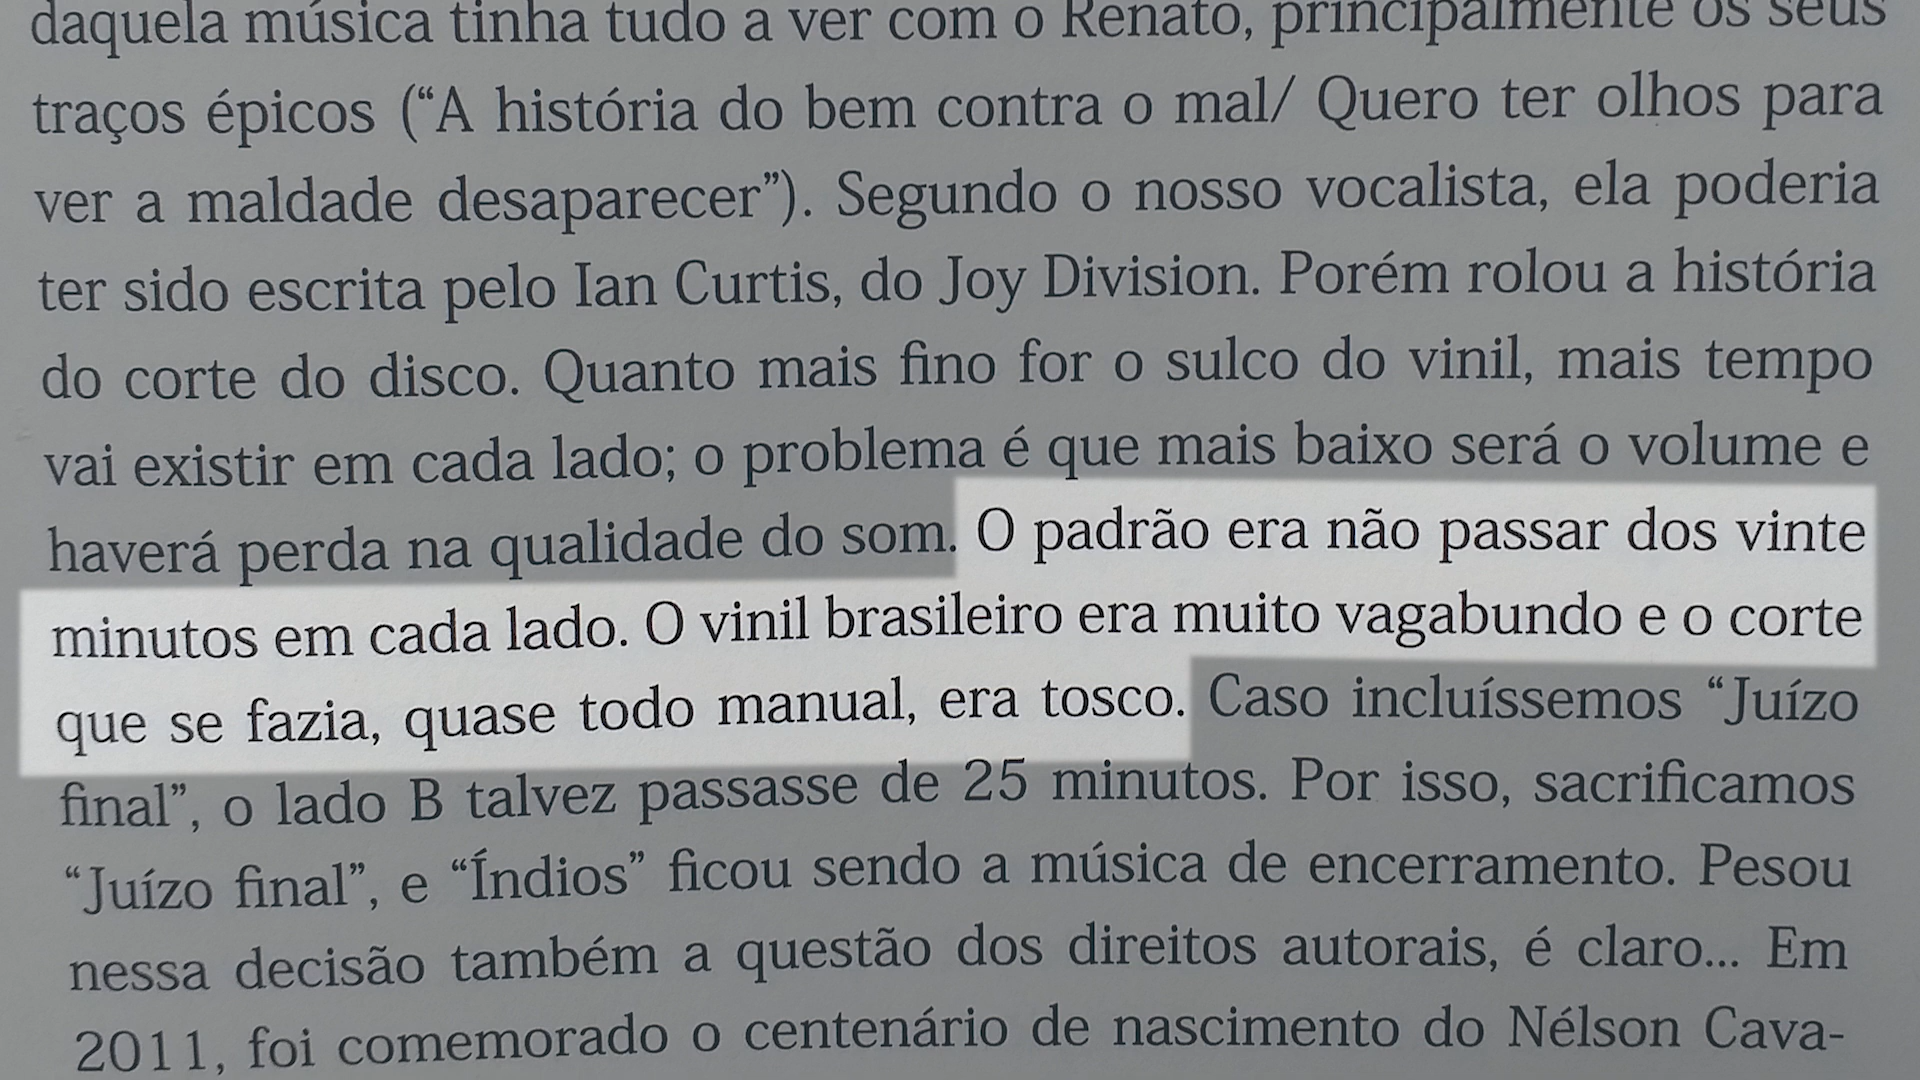 daquela música tinha tudo a ver com o Renato, principalmente os seus
traços épicos (“A história do bem contra o mal/ Quero ter olhos para
ver a maldade desaparecer”). Segundo o nosso vocalista, ela poderia
ter sido escrita pelo Ian Curtis, do Joy Division. Porém rolou a história
do corte do disco. Quanto mais fino for o sulco do vinil, mais tempo
vai existir em cada lado; o problema é que mais baixo será o volume e
haverá perda na qualidade do som. O padrão era não passar dos vinte
minutos em cada lado. O vinil brasileiro era muito vagabundo e o corte
que se fazia, quase todo manual, era tosco. Caso incluíssemos “Juízo
final”, o lado B talvez passasse de 25 minutos. Por isso, sacrificamos
“Juízo final”, e “Índios” ficou sendo a música de encerramento. Pesou
nessa decisão também a questão dos direitos autorais, é claro... Em
2011, foi comemorado o centenário de nascimento do Nélson Cava-